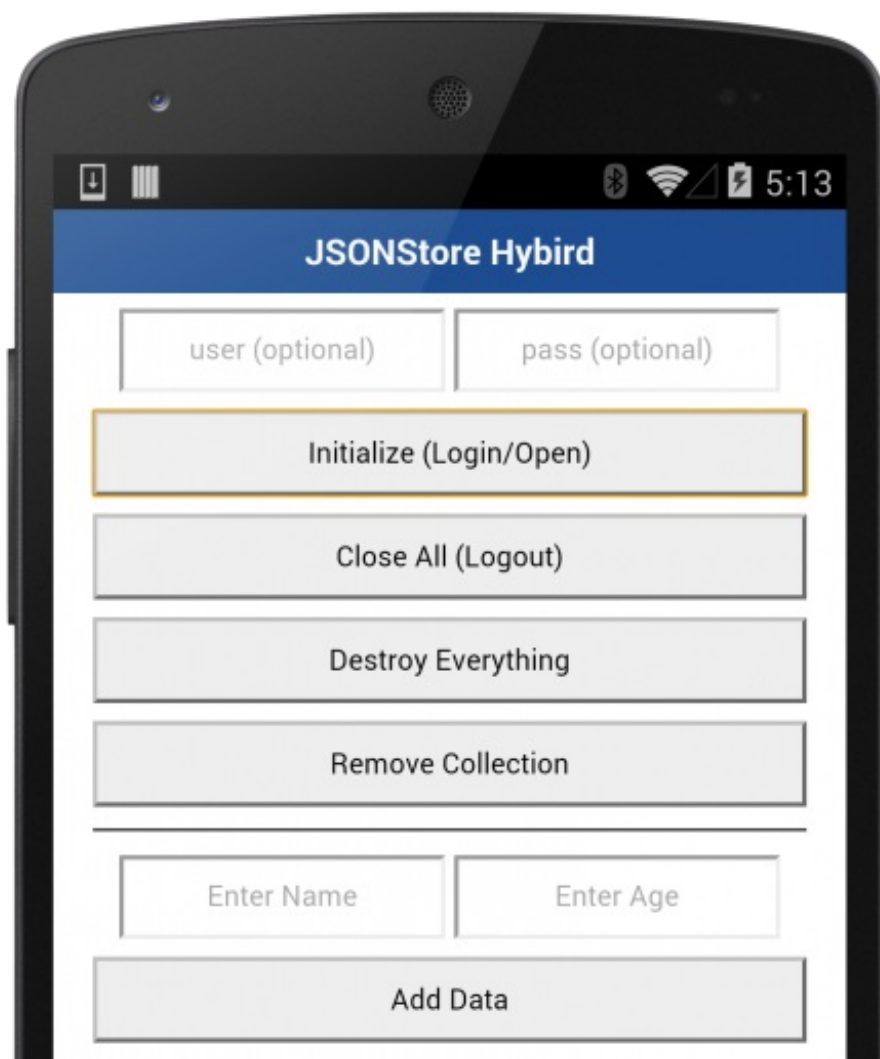 5:13
JSONStore Hybird
user (optional) pass (optional)
Initialize (Login/Open)
Close All (Logout)
Destroy Everything
Remove Collection
Enter Name Enter Age
Add Data